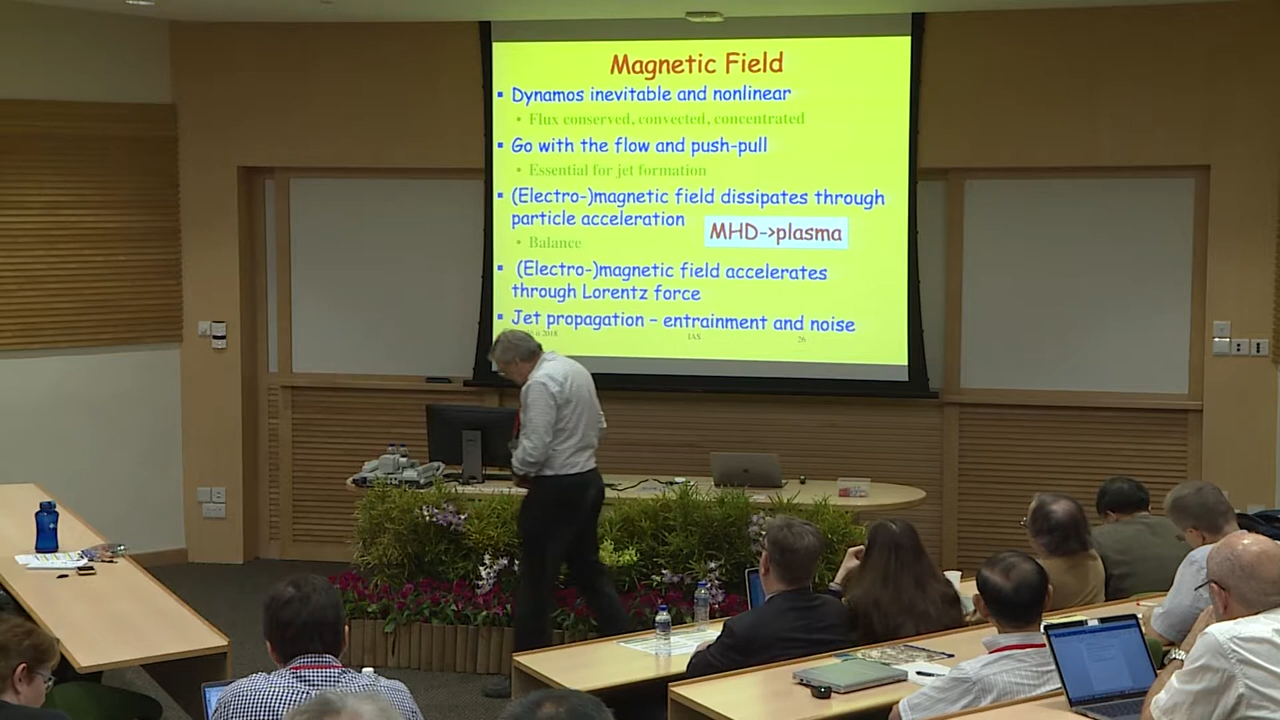 Magnetic Field
▪ Dynamos inevitable and nonlinear
• Flux conserved, convected, concentrated
▪ Go with the flow and push-pull
• Essential for jet formation
▪ (Electro-)magnetic field dissipates through
particle acceleration
MHD->plasma
• Balance
▪ (Electro-)magnetic field accelerates
through Lorentz force
▪ Jet propagation – entrainment and noise
2018
IAS
26